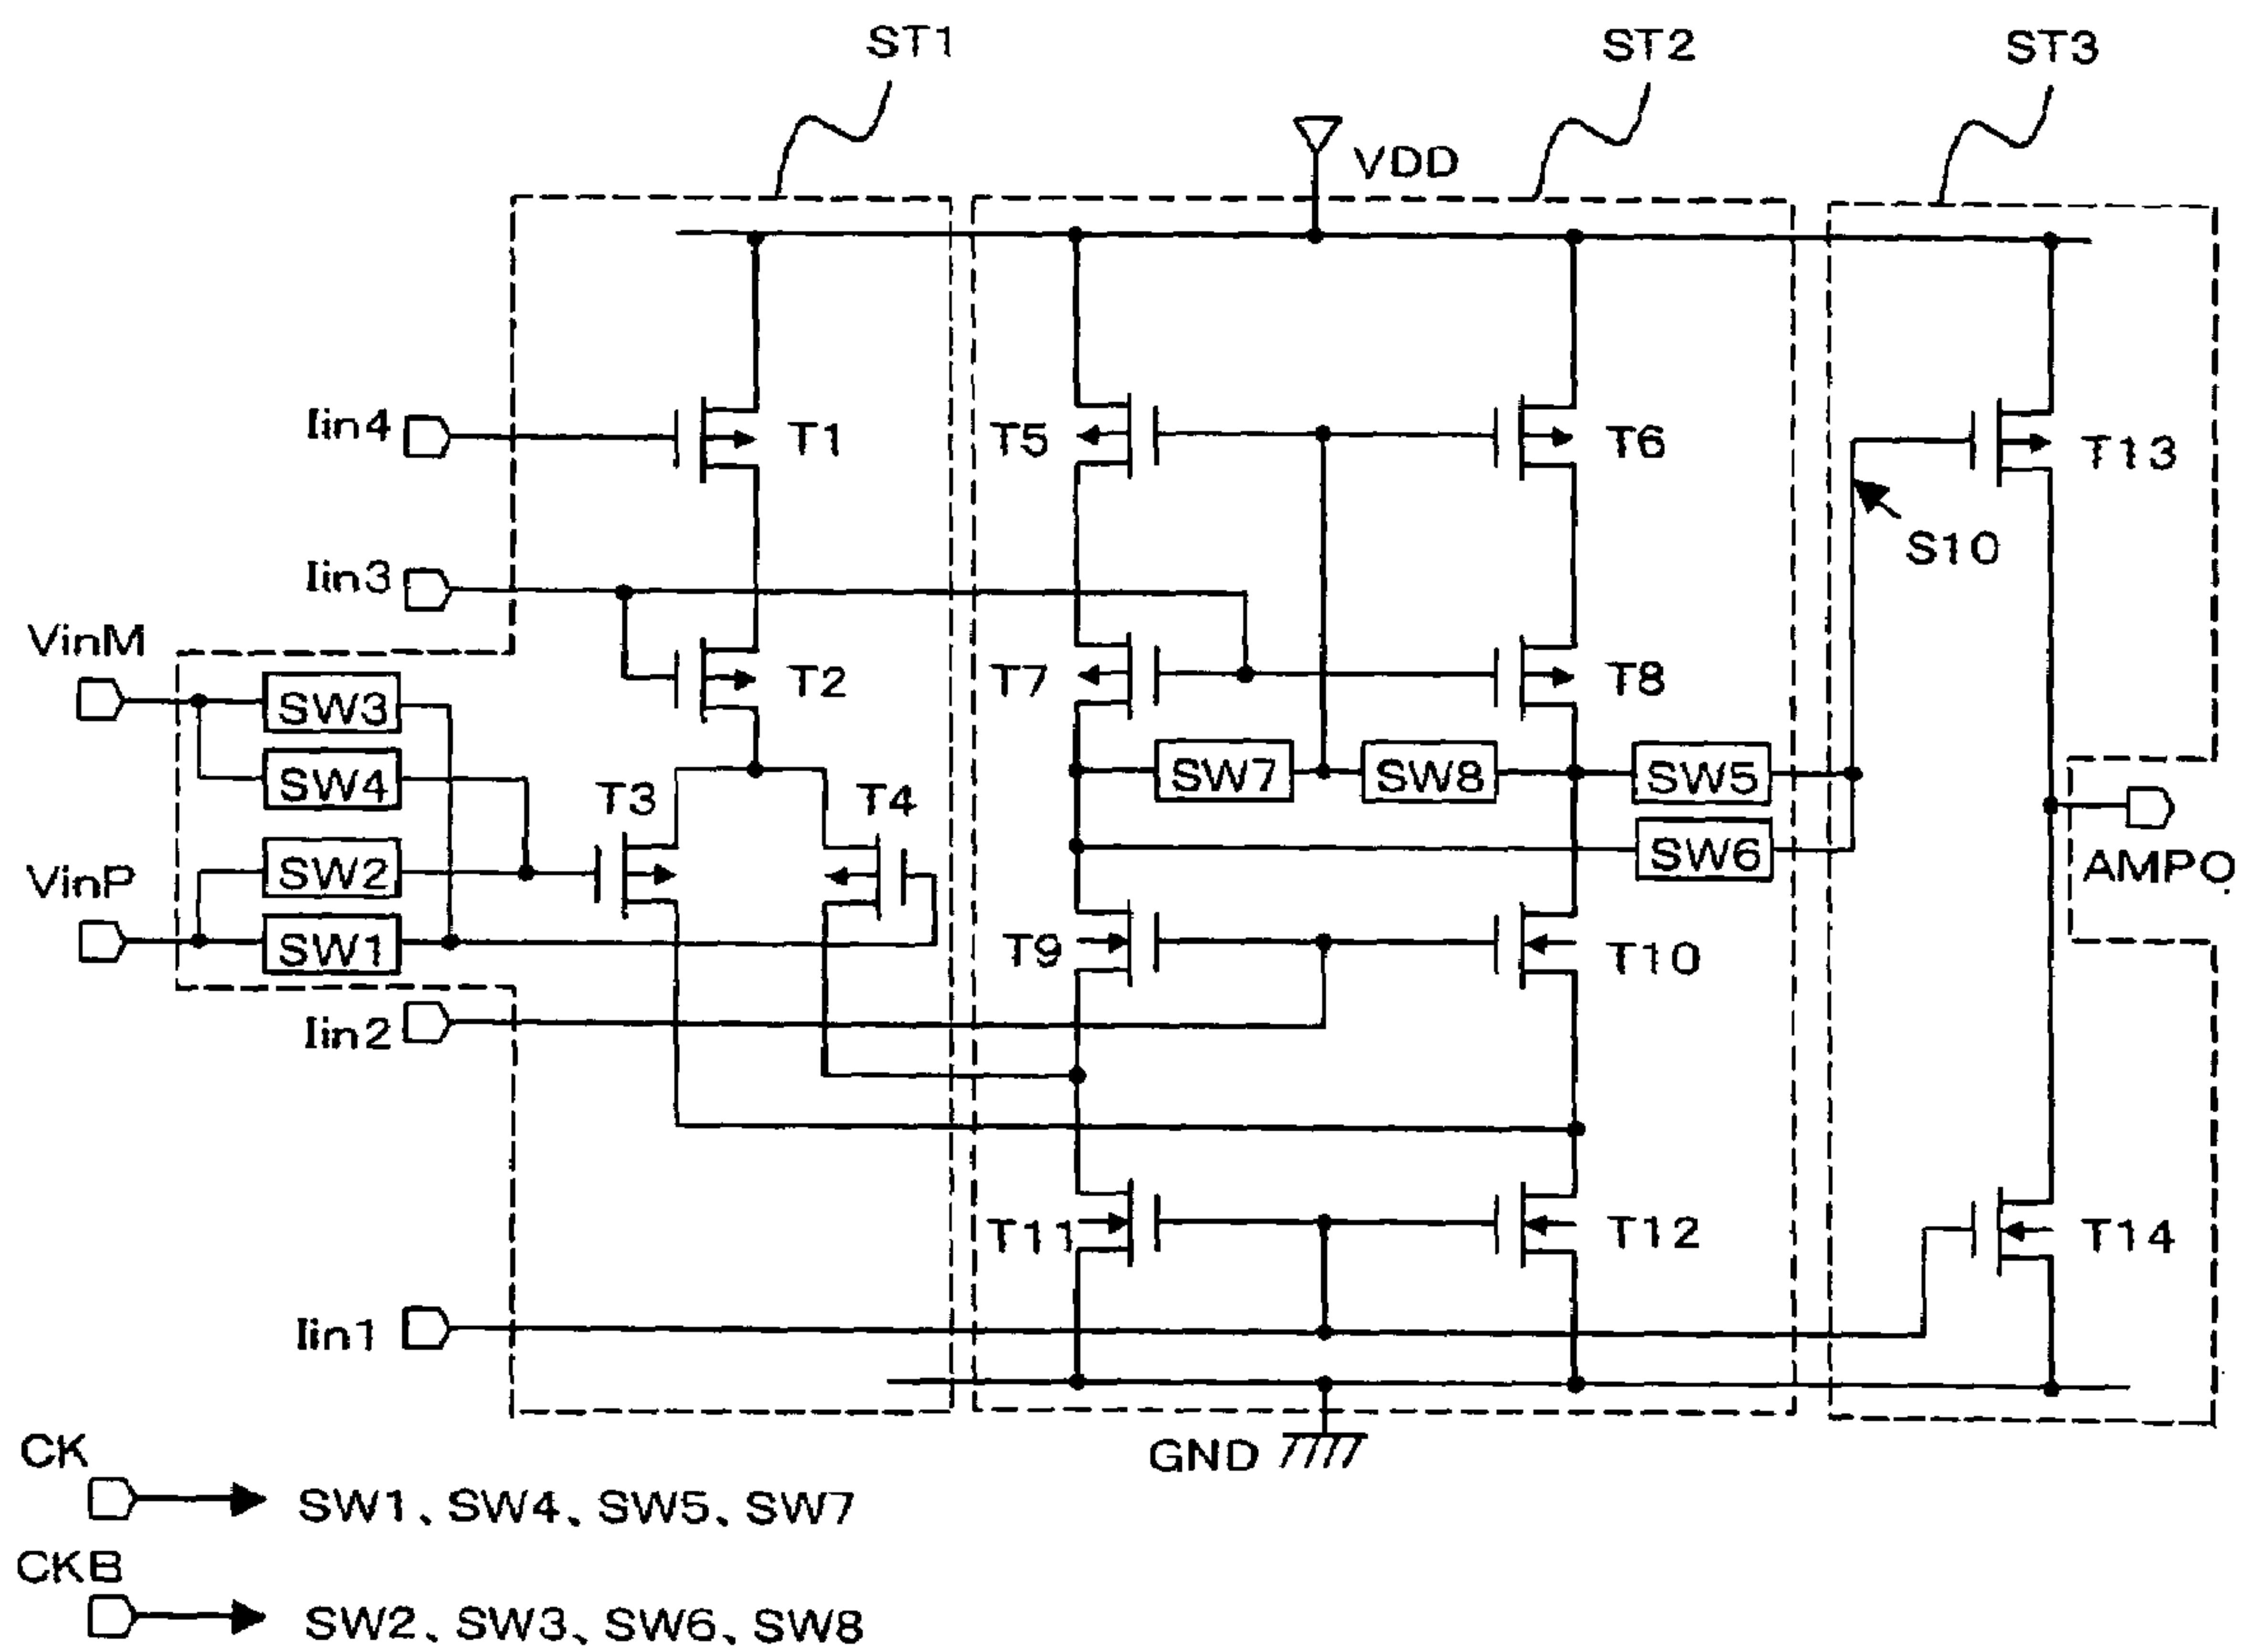 ST1
ST2
ST3
VDD
Iin4
T1
T5
T6
T13
S10
Iin3
VinM
T2
T7
T8
SW3
SW4
T3
T4
SW7
SW8
SW5
SW6
VinP
SW2
SW1
AMPO
T9
T10
Iin2
T11
T12
T14
Iin1
GND
CK
SW1、SW4、SW5、SW7
CKB
SW2、SW3、SW6、SW8